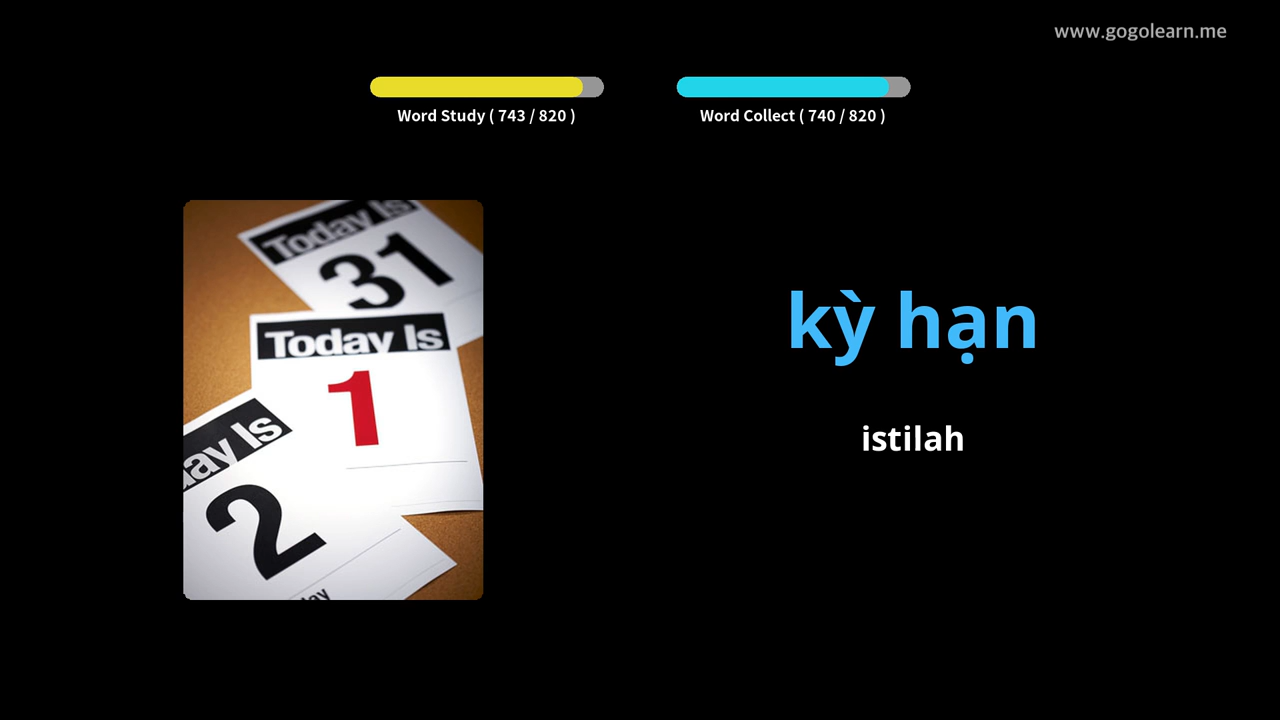 www.gogolearn.me
Word Study ( 743 / 820 )
Word Collect ( 740 / 820 )
Today Is
31
Today Is
1
ay Is
2
ay
kỳ hạn
istilah